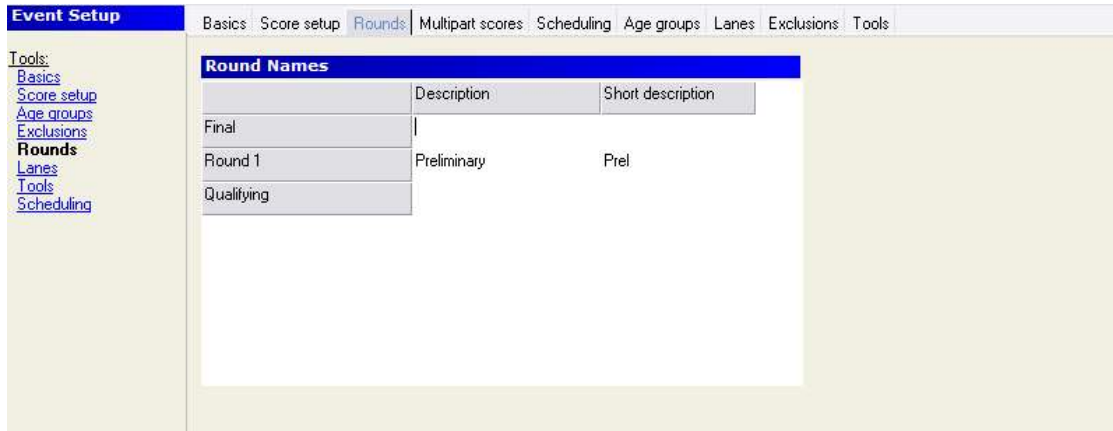 Event Setup
Basics Score setup Rounds Multipart scores Scheduling Age groups Lanes Exclusions Tools
Tools:
Basics
Score setup
Age groups
Exclusions
Rounds
Lanes
Tools
Scheduling
Round Names
Description Short description
Final
Round 1 Preliminary Prel
Qualifying